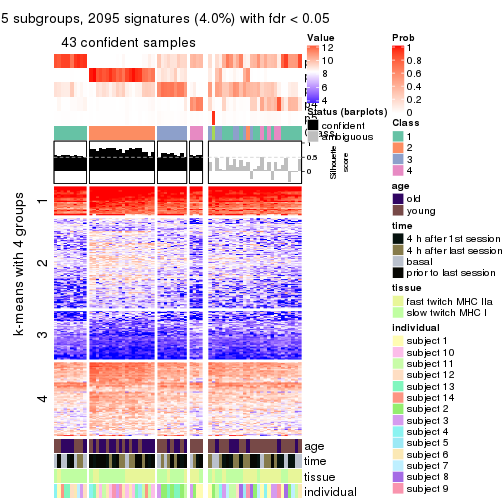 5 subgroups, 2095 signatures (4.0%) with fdr < 0.05
43 confident samples
k-means with 4 groups
1
2
3
4
1
0.5
0
Silhouette
score
age
time
tissue
individual
Value
12
10
8
6
4
Status (barplots)
confident
ambiguous
Prob
1
0.8
0.6
0.4
0.2
0
Class
1
2
3
4
age
old
young
time
4 h after 1st session
4 h after last session
basal
prior to last session
tissue
fast twitch MHC IIa
slow twitch MHC I
individual
subject 1
subject 10
subject 11
subject 12
subject 13
subject 14
subject 2
subject 3
subject 4
subject 5
subject 6
subject 7
subject 8
subject 9